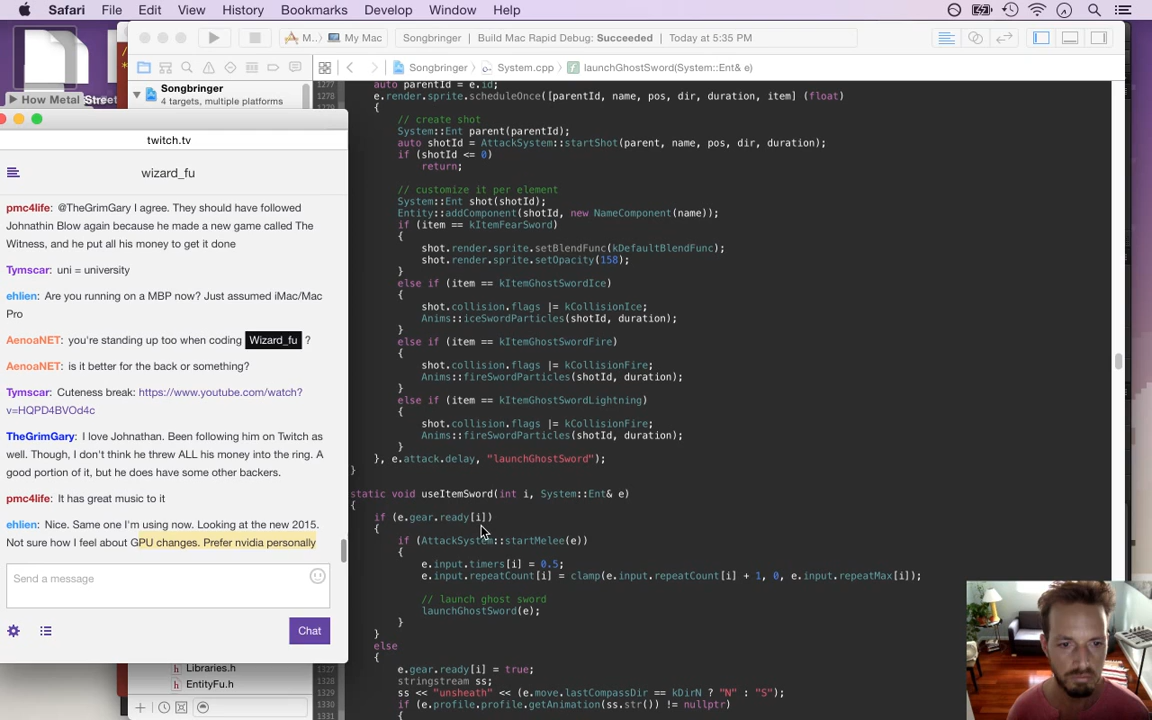 Safari File Edit View History Bookmarks Develop Window Help
M... My Mac
Songbringer | Build Mac Rapid Debug: Succeeded | Today at 5:35 PM
Songbringer System.cpp launchGhostSword(System::Ent& e)
Songbringer
4 targets, multiple platforms
How Metal
Street
twitch.tv
wizard_fu
pmc4life: @TheGrimGary I agree. They should have followed
Johnathin Blow again because he made a new game called The
Witness, and he put all his money to get it done
Tymscar: uni = university
ehlien: Are you running on a MBP now? Just assumed iMac/Mac
Pro
AenoaNET: you're standing up too when coding Wizard_fu ?
AenoaNET: is it better for the back or something?
Tymscar: Cuteness break: https://www.youtube.com/watch?
v=HQPD4BVOd4c
TheGrimGary: I love Johnathan. Been following him on Twitch as
well. Though, I don't think he threw ALL his money into the ring. A
good portion of it, but he does have some other backers.
pmc4life: It has great music to it
ehlien: Nice. Same one I'm using now. Looking at the new 2015.
Not sure how I feel about GPU changes. Prefer nvidia personally
Send a message
Chat
Libraries.h
EntityFu.h
1277 auto parentId = e.id;
1278 e.render.sprite.scheduleOnce([parentId, name, pos, dir, duration, item] (float)
1279 {
// create shot
System::Ent parent(parentId);
auto shotId = AttackSystem::startShot(parent, name, pos, dir, duration);
if (shotId <= 0)
return;
// customize it per element
System::Ent shot(shotId);
Entity::addComponent(shotId, new NameComponent(name));
if (item == kItemFearSword)
{
shot.render.sprite.setBlendFunc(kDefaultBlendFunc);
shot.render.sprite.setOpacity(158);
}
else if (item == kItemGhostSwordIce)
{
shot.collision.flags |= kCollisionIce;
Anims::iceSwordParticles(shotId, duration);
}
else if (item == kItemGhostSwordFire)
{
shot.collision.flags |= kCollisionFire;
Anims::fireSwordParticles(shotId, duration);
}
else if (item == kItemGhostSwordLightning)
{
shot.collision.flags |= kCollisionFire;
Anims::fireSwordParticles(shotId, duration);
}
}, e.attack.delay, "launchGhostSword");
}
static void useItemSword(int i, System::Ent& e)
{
if (e.gear.ready[i])
{
if (AttackSystem::startMelee(e))
{
e.input.timers[i] = 0.5;
e.input.repeatCount[i] = clamp(e.input.repeatCount[i] + 1, 0, e.input.repeatMax[i]);
// launch ghost sword
launchGhostSword(e);
}
}
else
{
1327 e.gear.ready[i] = true;
1328 stringstream ss;
1329 ss << "unsheath" << (e.move.lastCompassDir == kDirN ? "N" : "S");
1330 if (e.profile.profile.getAnimation(ss.str()) != nullptr)
1331 {